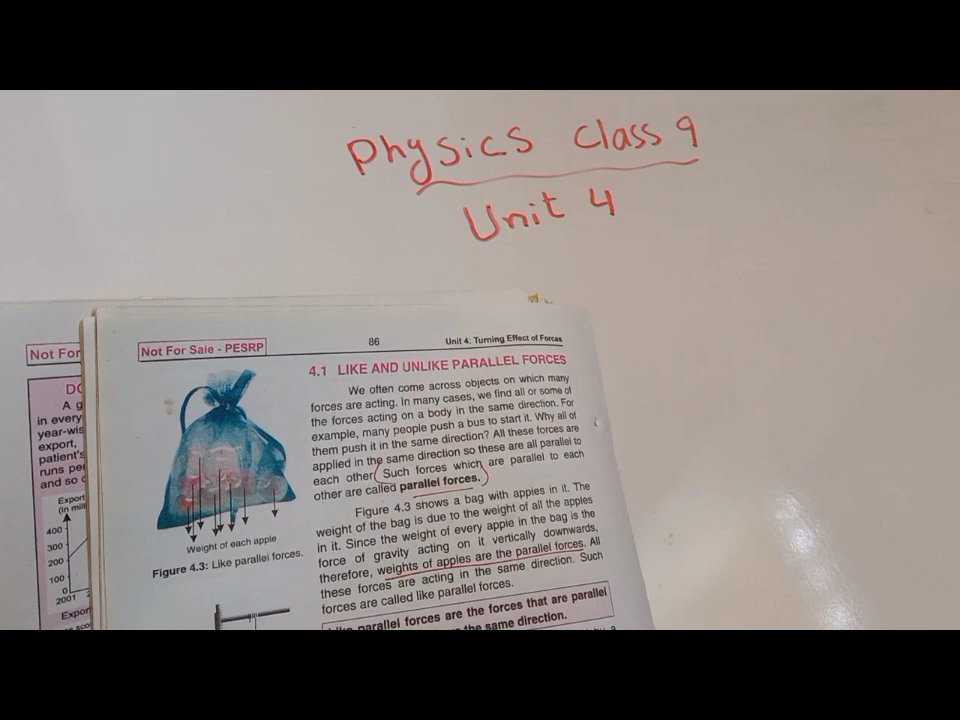 Physics Class 9
Unit 4
Not For Sale - PESRP
86
Unit 4: Turning Effect of Forces
4.1 LIKE AND UNLIKE PARALLEL FORCES
We often come across objects on which many
forces are acting. In many cases, we find all or some of
the forces acting on a body in the same direction. For
example, many people push a bus to start it. Why all of
them push it in the same direction? All these forces are
applied in the same direction so these are all parallel to
each other. Such forces which are parallel to each
other are called parallel forces.
Figure 4.3 shows a bag with apples in it. The
weight of the bag is due to the weight of all the apples
in it. Since the weight of every apple in the bag is the
force of gravity acting on it vertically downwards,
therefore, weights of apples are the parallel forces. All
these forces are acting in the same direction. Such
forces are called like parallel forces.
parallel forces are the forces that are parallel
the same direction.
Weight of each apple
Figure 4.3: Like parallel forces.
Not For
DO
A g
in every
year-wis
export,
patient's
runs pe
and so
Export
(in mill
400
300
200
100
0
2001
Expor